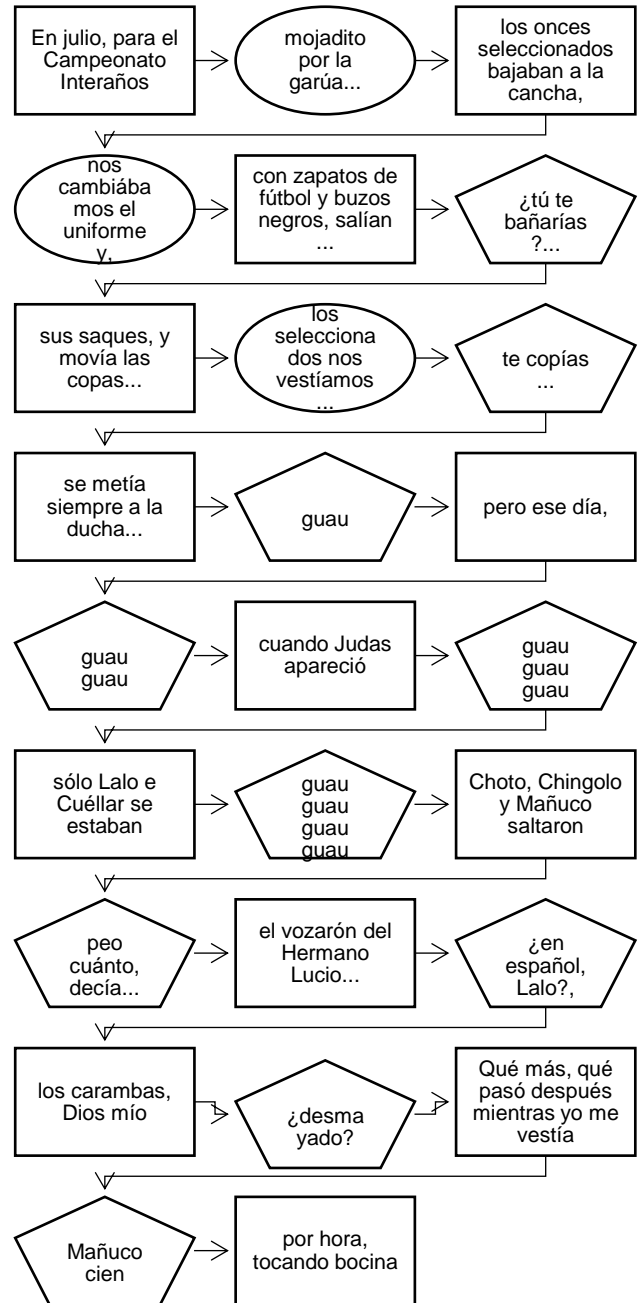 En julio, para el
Campeonato
Interaños
mojadito
por la
garúa...
los onces
seleccionados
bajaban a la
cancha,
nos
cambiába
mos el
uniforme
y,
con zapatos de
fútbol y buzos
negros, salían
...
¿tú te
bañarías
?...
sus saques, y
movía las
copas...
los
selecciona
dos nos
vestíamos
...
te copías
...
se metía
siempre a la
ducha...
guau
pero ese día,
guau
guau
cuando Judas
apareció
guau
guau
guau
sólo Lalo e
Cuéllar se
estaban
guau
guau
guau
guau
Choto, Chingolo
y Mañuco
saltaron
peo
cuánto,
decía...
el vozarón del
Hermano
Lucio...
¿en
español,
Lalo?,
los carambas,
Dios mío
¿desma
yado?
Qué más, qué
pasó después
mientras yo me
vestía
Mañuco
cien
por hora,
tocando bocina